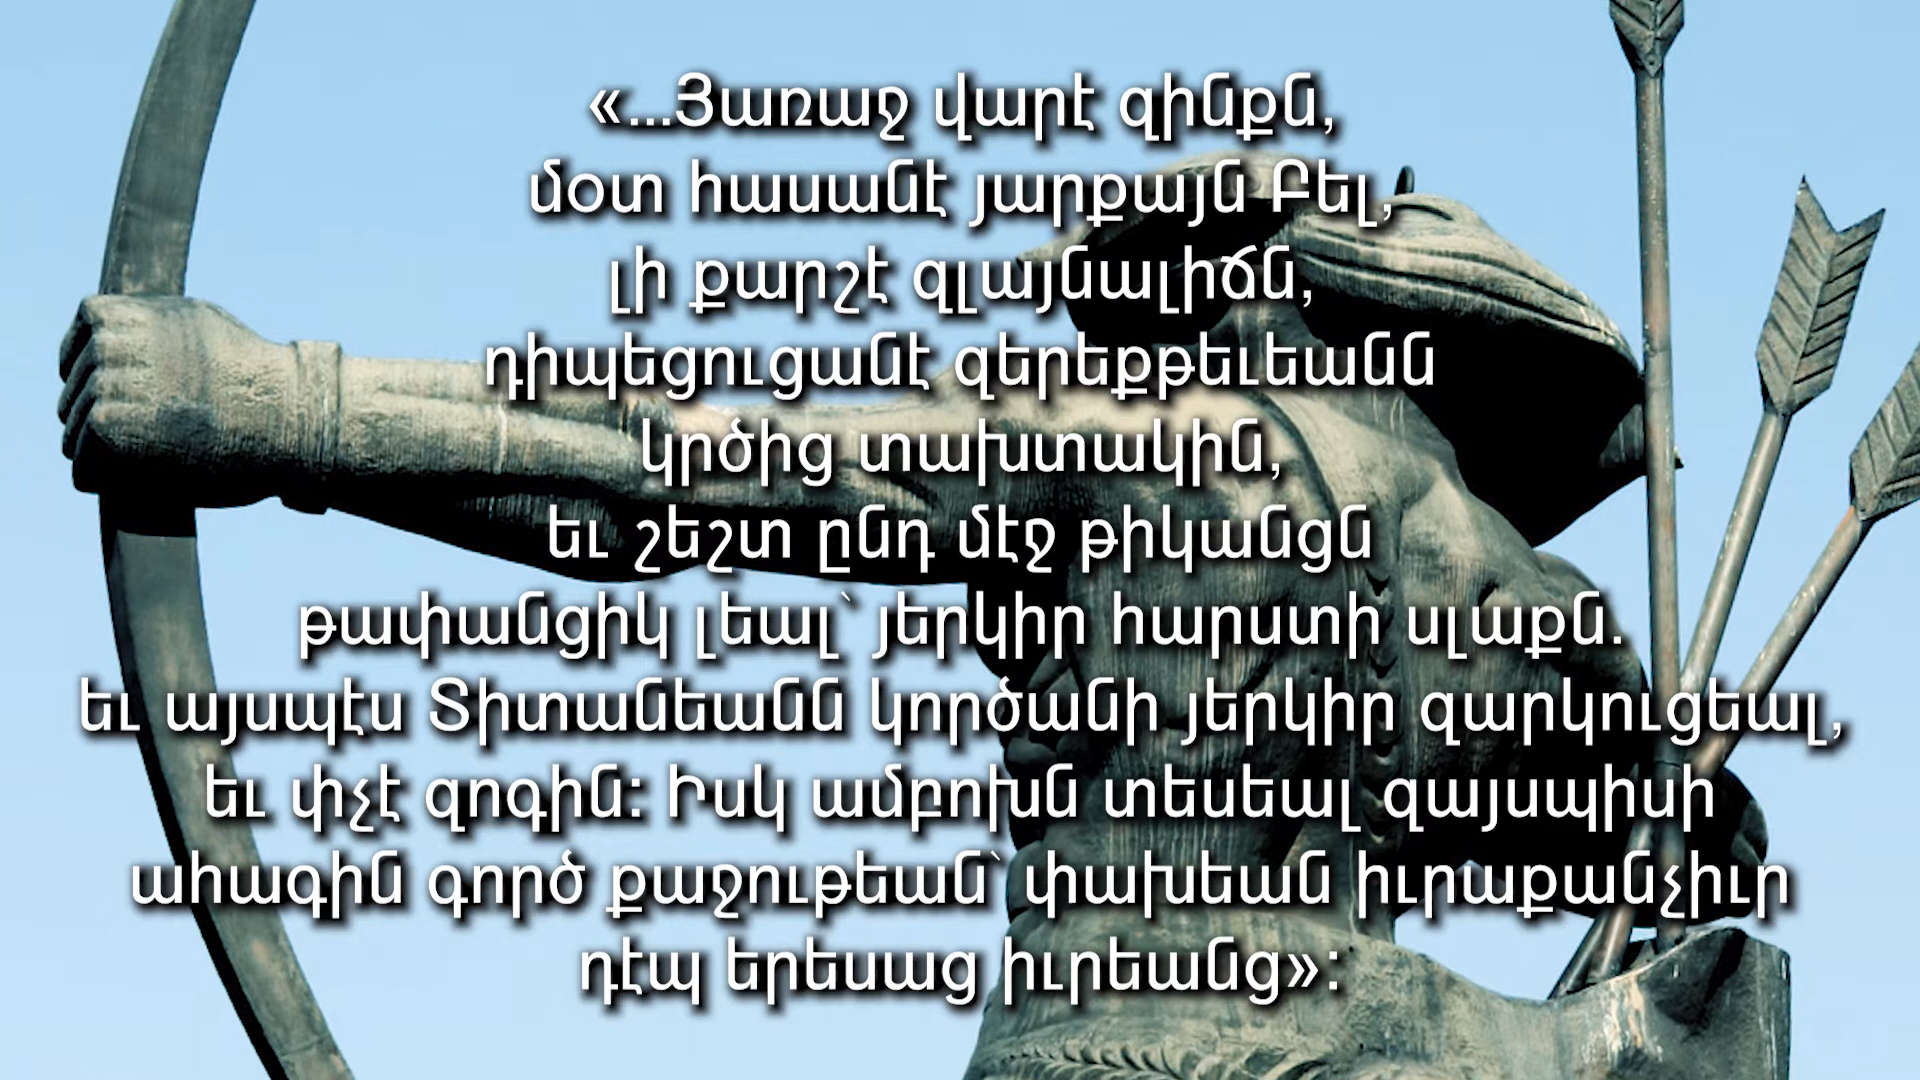 «...Յառաջ վարէ զինքն,
մօտ հասանէ յարքայն Բել,
լի քարշէ զլայնալիճն,
դիպեցուցանէ զերեքթեւեանն
կրծից տախտակին,
եւ շեշտ ընդ մէջ թիկանցն
թափանցիկ լեալ՝ յերկիր հարստի սլաքն.
եւ այսպէս Տիտանեանն կործանի յերկիր զարկուցեալ,
եւ փչէ զոգին: Իսկ ամբոխն տեսեալ զայսպիսի
ահագին գործ քաջութեան՝ փախեան իւրաքանչիւր
դէպ երեսաց իւրեանց»: